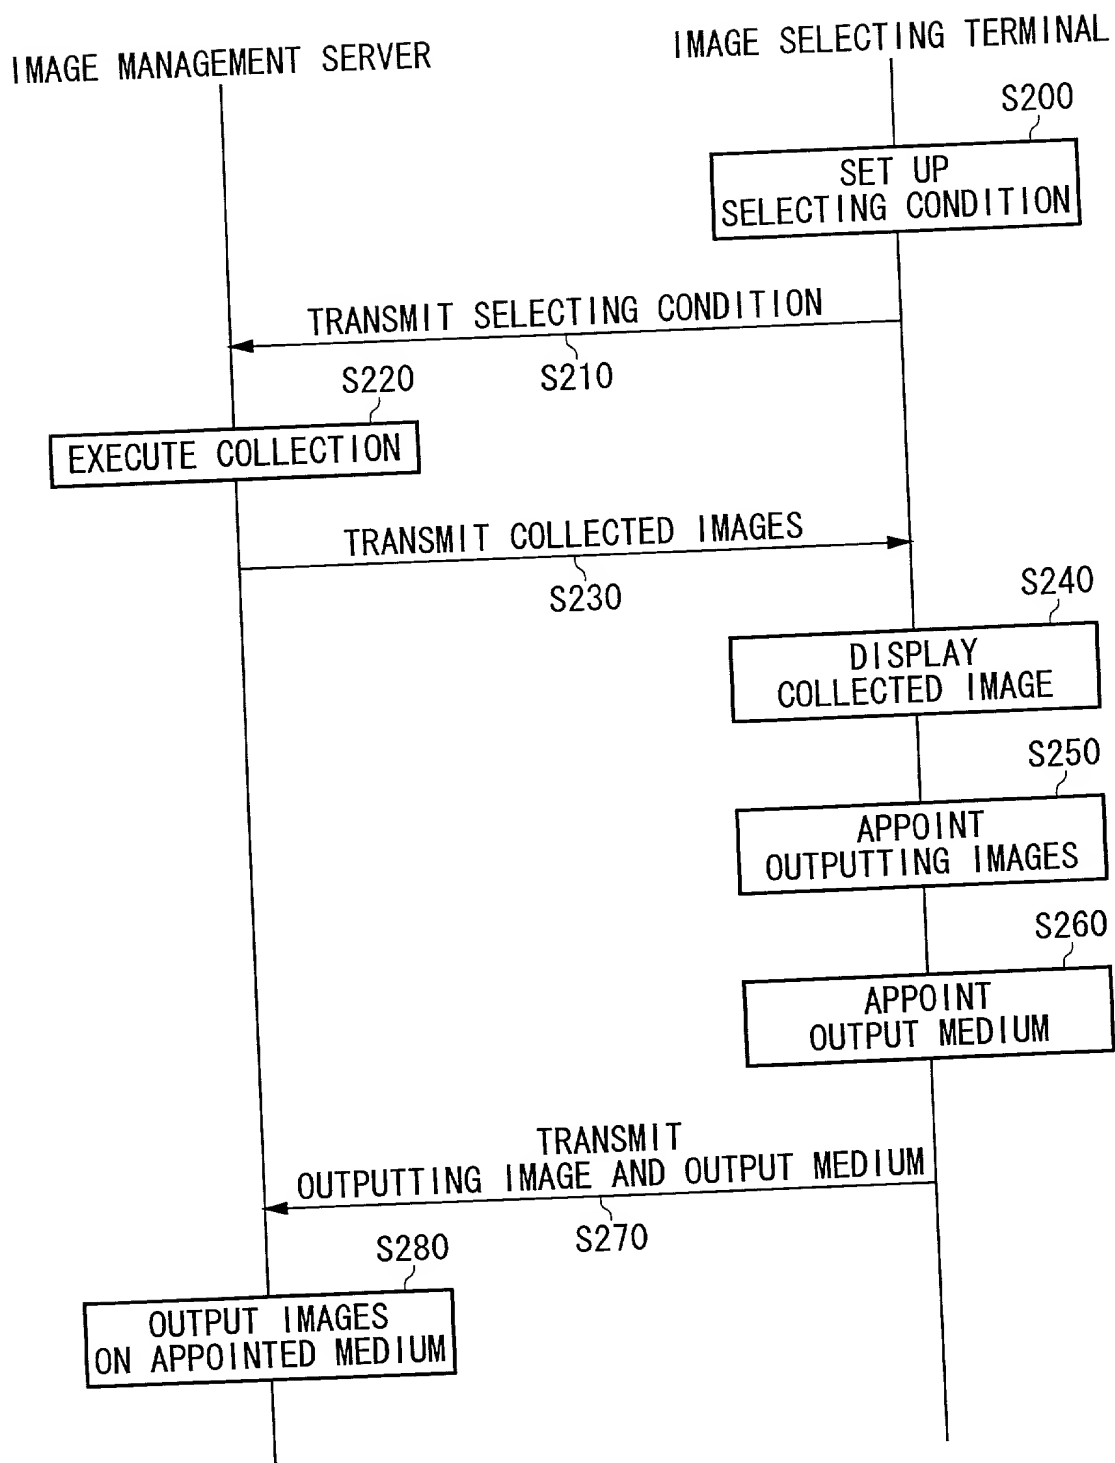 IMAGE MANAGEMENT SERVER
IMAGE SELECTING TERMINAL
S200
SET UP
SELECTING CONDITION
TRANSMIT SELECTING CONDITION
S210
S220
EXECUTE COLLECTION
TRANSMIT COLLECTED IMAGES
S230
S240
DISPLAY
COLLECTED IMAGE
S250
APPOINT
OUTPUTTING IMAGES
S260
APPOINT
OUTPUT MEDIUM
TRANSMIT
OUTPUTTING IMAGE AND OUTPUT MEDIUM
S270
S280
OUTPUT IMAGES
ON APPOINTED MEDIUM